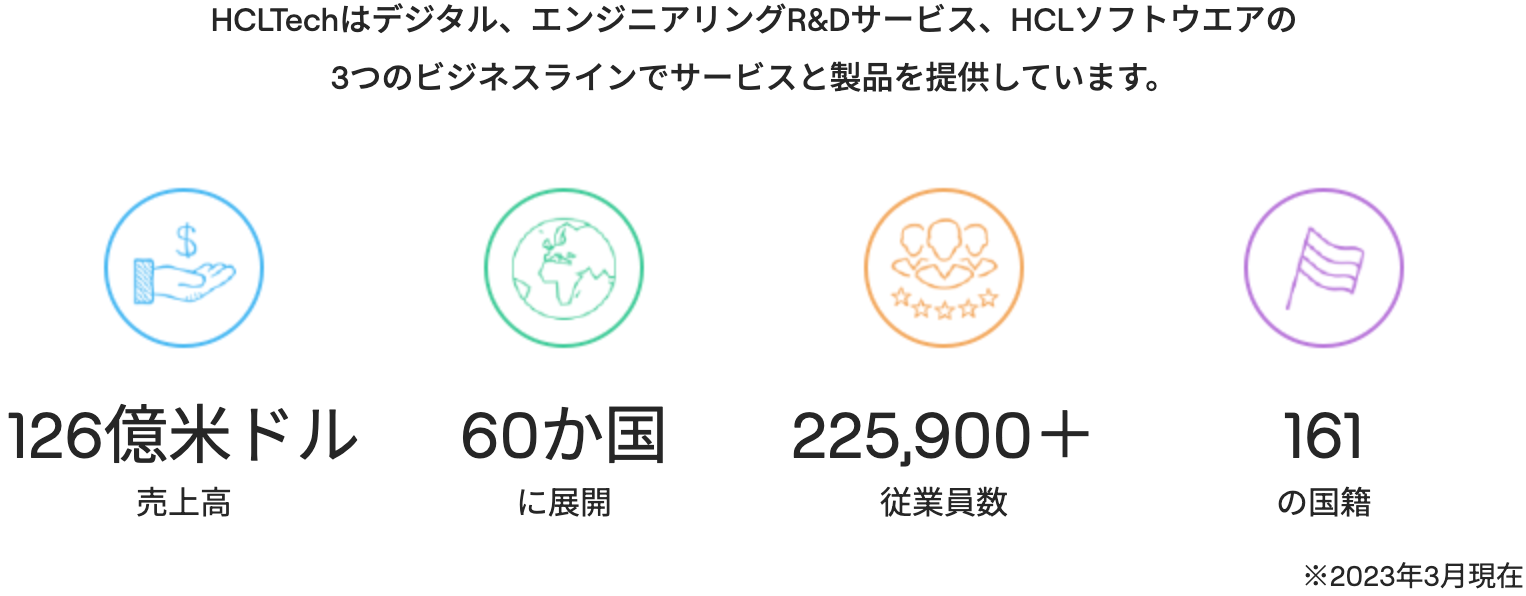 HCLTechはデジタル、エンジニアリングR&Dサービス、HCLソフトウエアの
3つのビジネスラインでサービスと製品を提供しています。
126億米ドル
売上高
60か国
に展開
225,900＋
従業員数
161
の国籍
※2023年3月現在